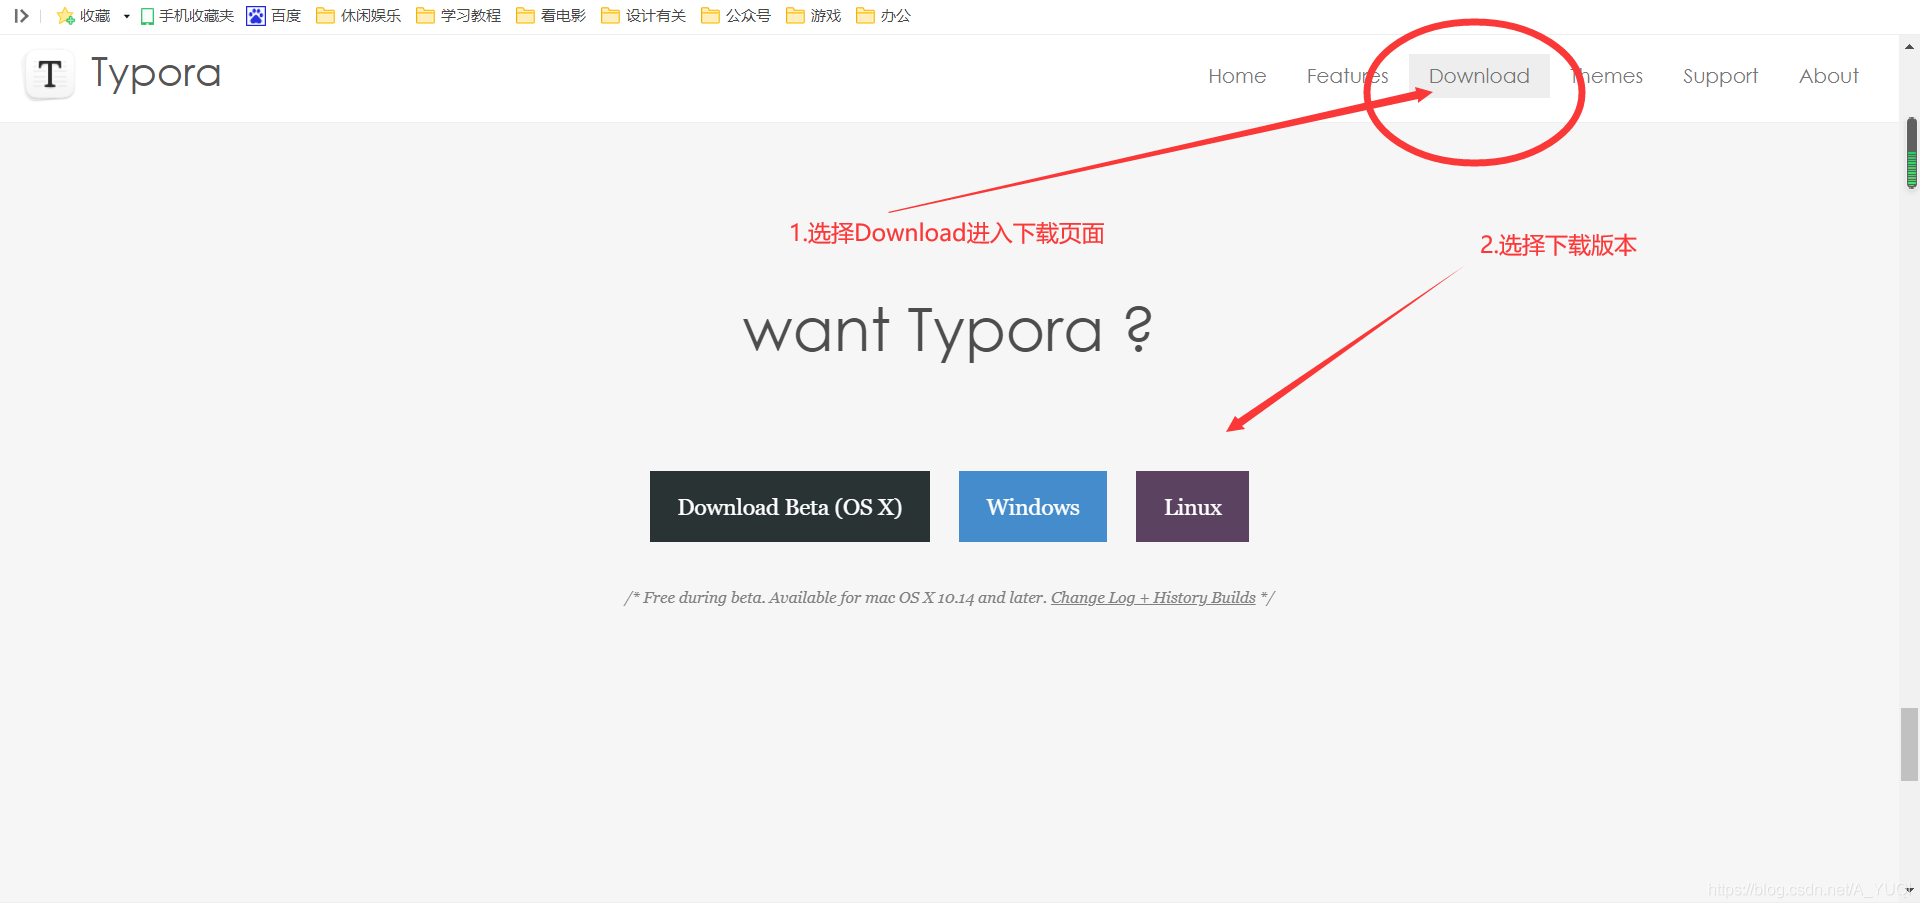 收藏 手机收藏夹 百度 休闲娱乐 学习教程 看电影 设计有关 公众号 游戏 办公
T Typora Home Features Download Themes Support About
1.选择Download进入下载页面
2.选择下载版本
want Typora ?
Download Beta (OS X) Windows Linux
/* Free during beta. Available for mac OS X 10.14 and later. Change Log + History Builds */
https://blog.csdn.net/A_YUQ